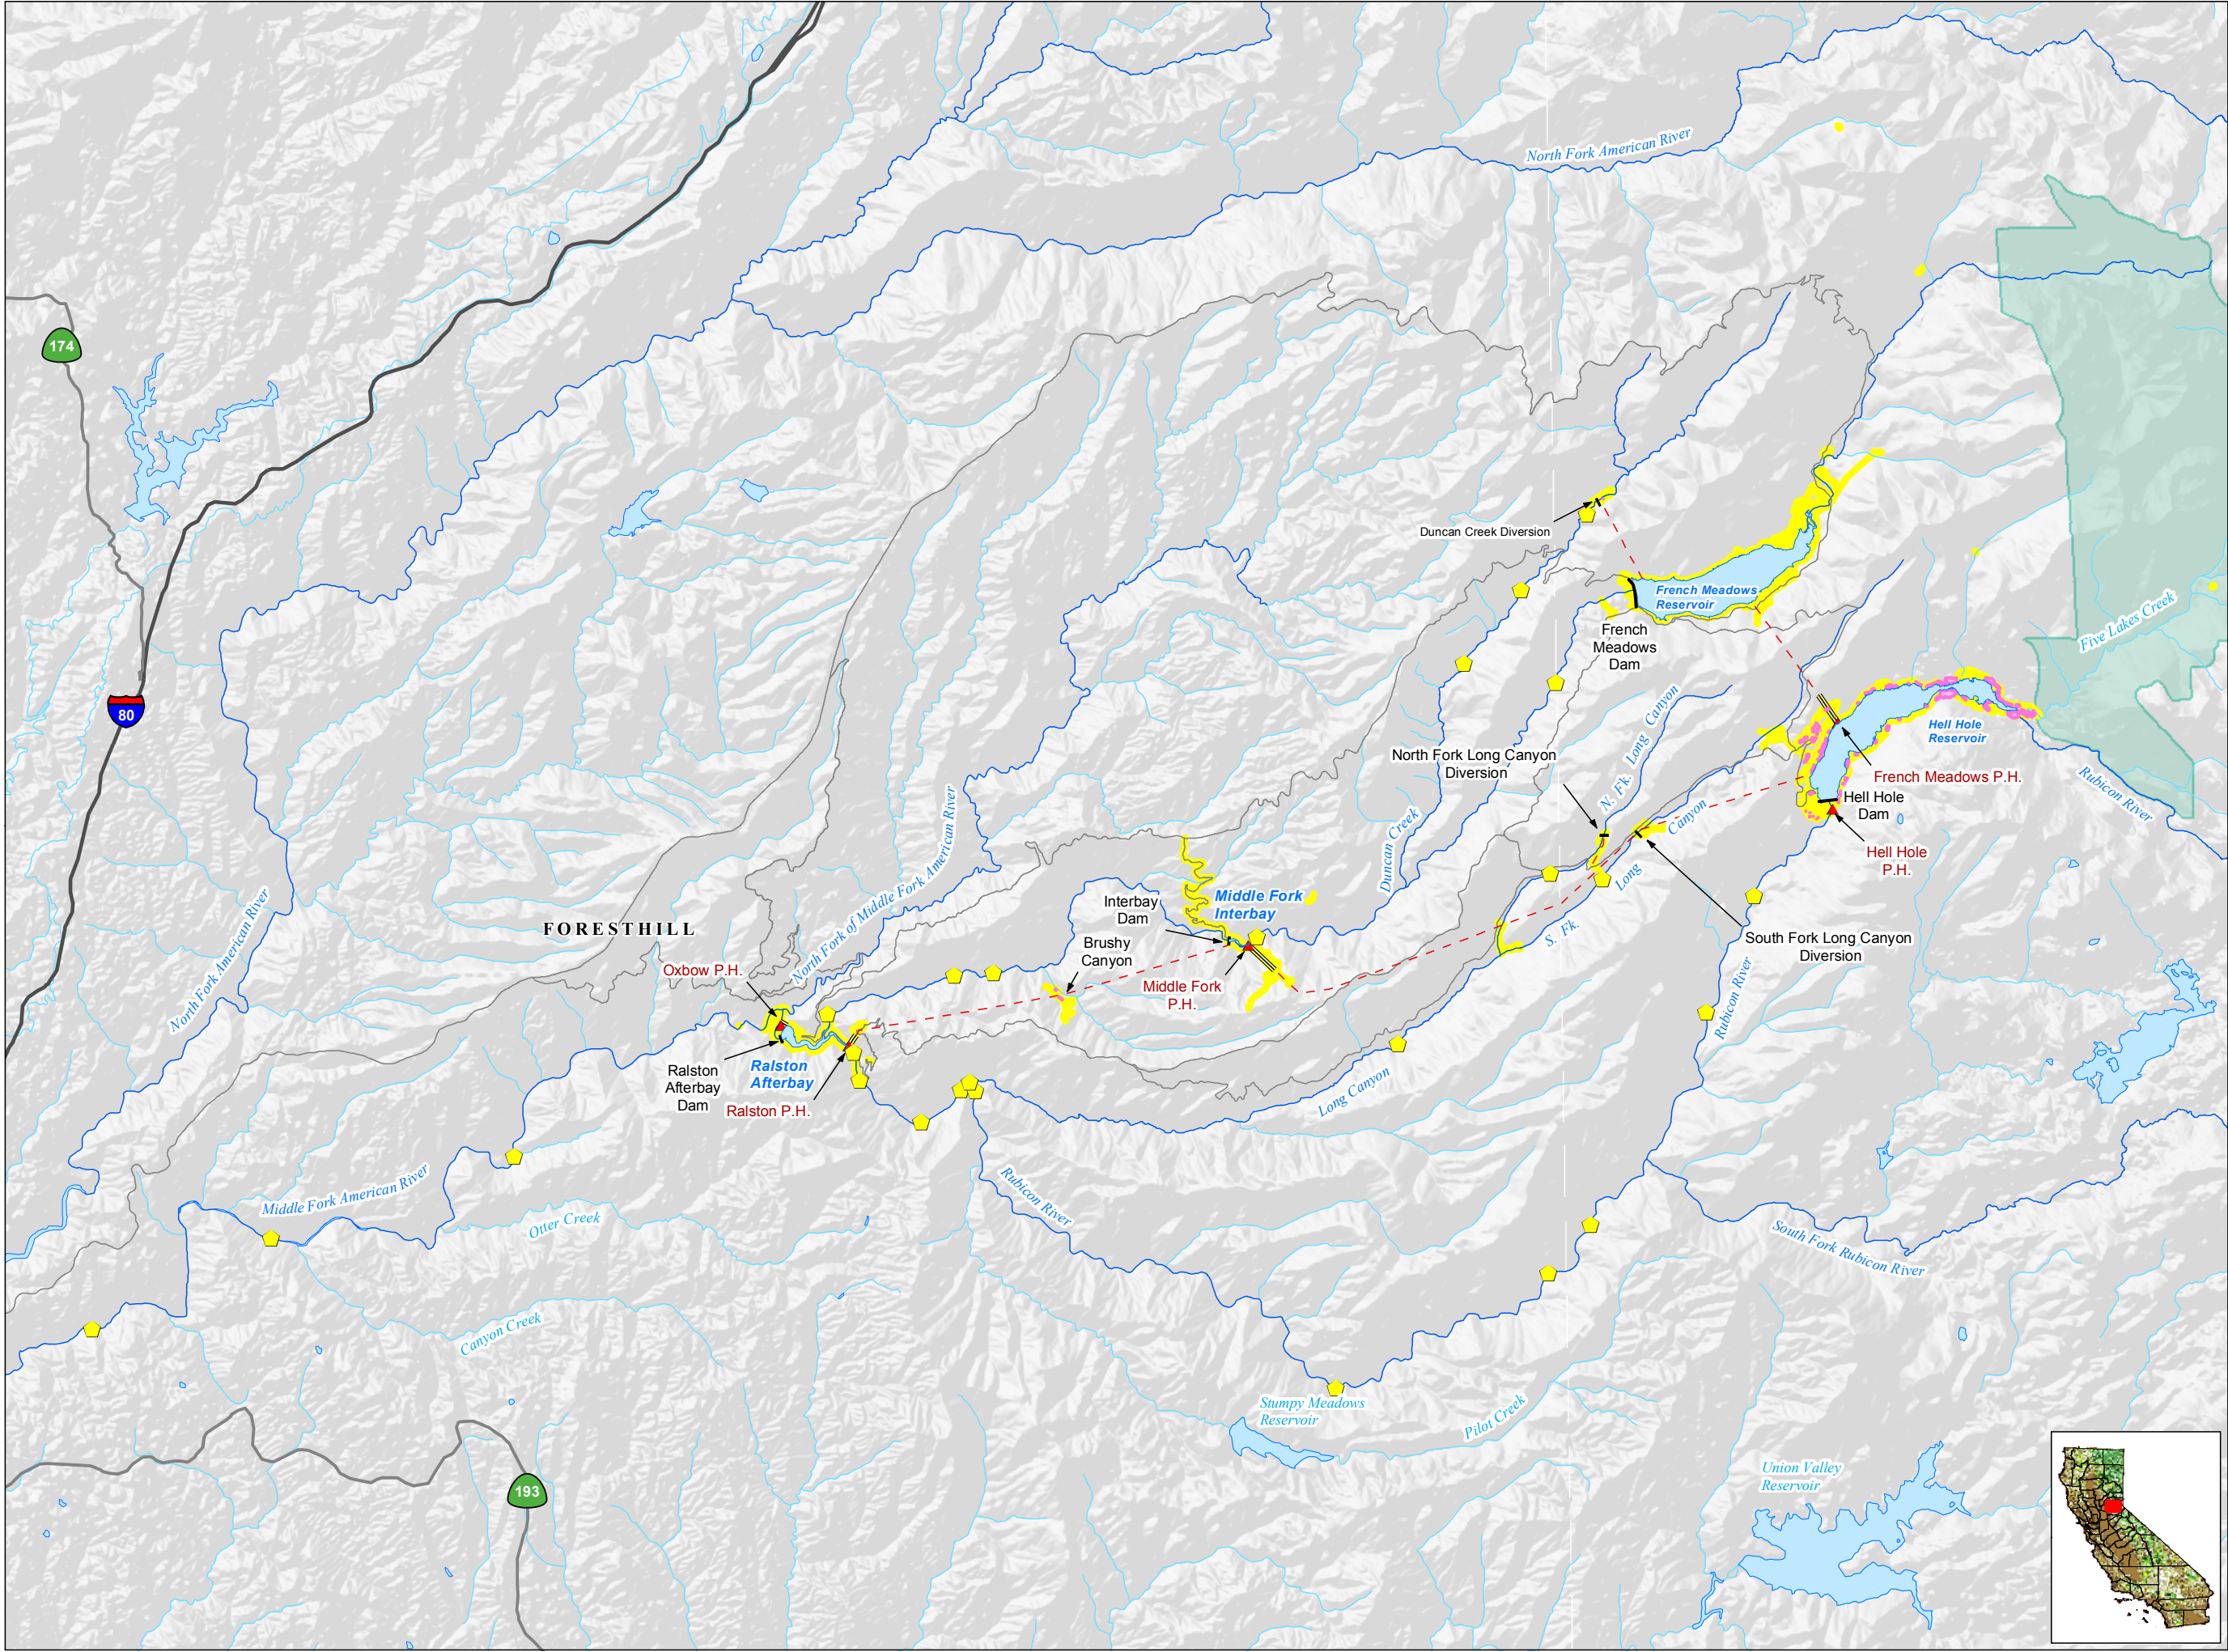 North Fork American River
174
Duncan Creek Diversion
French Meadows
Reservoir
French
Meadows
Dam
Five Lakes Creek
80
Hell Hole
Reservoir
N. Fk. Long Canyon
North Fork Long Canyon
Diversion
French Meadows P.H.
Rubicon River
Hell Hole
Dam
Canyon
Long
S. Fk.
Hell Hole
P.H.
Duncan Creek
North Fork of Middle Fork American River
Middle Fork
Interbay
Interbay
Dam
FORESTHILL
Brushy
Canyon
South Fork Long Canyon
Diversion
North Fork American River
Oxbow P.H.
Middle Fork
P.H.
Rubicon River
Ralston
Afterbay
Dam
Ralston
Afterbay
Ralston P.H.
Long Canyon
Middle Fork American River
Otter Creek
Rubicon River
South Fork Rubicon River
Canyon Creek
Stumpy Meadows
Reservoir
Pilot Creek
Union Valley
Reservoir
193